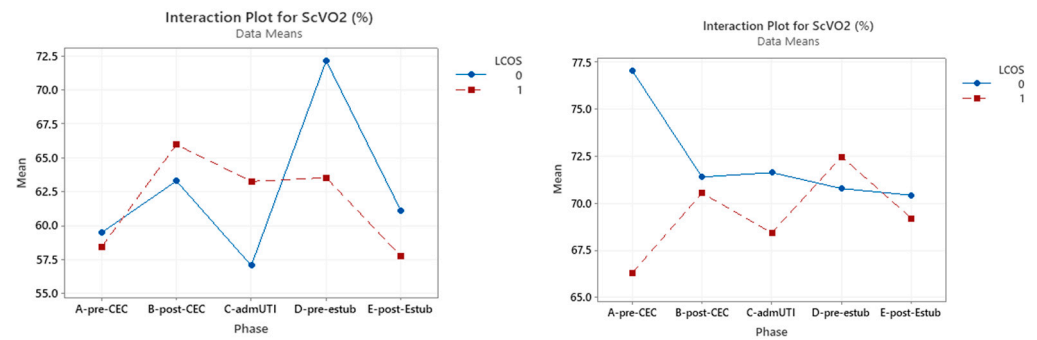 Interaction Plot for ScVO2 (%)
Data Means
72.5
70.0
67.5
65.0
62.5
60.0
57.5
55.0
Mean
A-pre-CEC B-post-CEC C-admUTI D-pre-estub E-post-Estub
Phase
LCOS
0
1
Interaction Plot for ScVO2 (%)
Data Means
77.5
75.0
72.5
70.0
67.5
65.0
Mean
A-pre-CEC B-post-CEC C-admUTI D-pre-estub E-post-Estub
Phase
LCOS
0
1